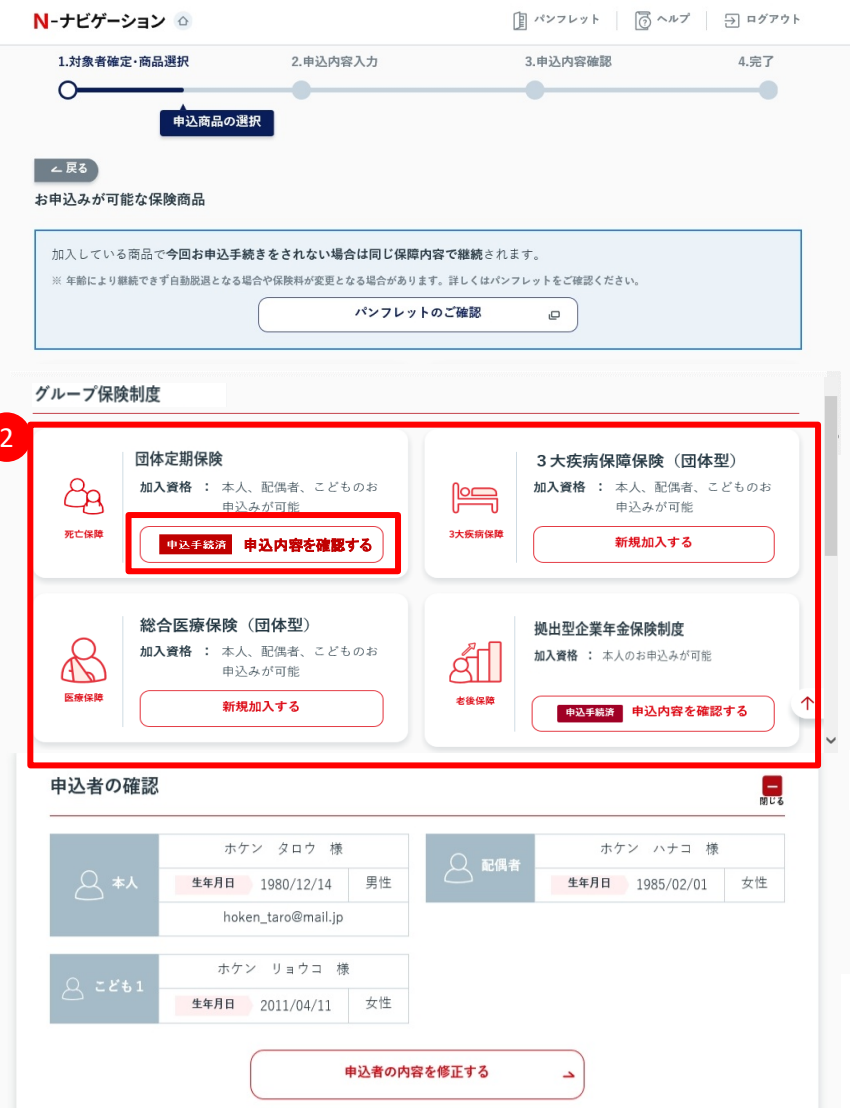 N-ナビゲーション
パンフレット
ヘルプ
ログアウト
1.対象者確定・商品選択
2.申込内容入力
3.申込内容確認
4.完了
申込商品の選択
戻る
お申込みが可能な保険商品
加入している商品で今回お申込手続きをされない場合は同じ保障内容で継続されます。
※ 年齢により継続できず自動脱退となる場合や保険料が変更となる場合があります。詳しくはパンフレットをご確認ください。
パンフレットのご確認
グループ保険制度
2
団体定期保険
加入資格 ： 本人、配偶者、こどものお
申込みが可能
死亡保障
申込手続済 申込内容を確認する
３大疾病保障保険（団体型）
加入資格 ： 本人、配偶者、こどものお
申込みが可能
3大疾病保障
新規加入する
総合医療保険（団体型）
加入資格 ： 本人、配偶者、こどものお
申込みが可能
医療保障
新規加入する
拠出型企業年金保険制度
加入資格 ： 本人のお申込みが可能
老後保障
申込手続済 申込内容を確認する
申込者の確認
閉じる
本人
ホケン　タロウ　様
生年月日 1980/12/14 男性
hoken_taro@mail.jp
配偶者
ホケン　ハナコ　様
生年月日 1985/02/01 女性
こども1
ホケン　リョウコ　様
生年月日 2011/04/11 女性
申込者の内容を修正する